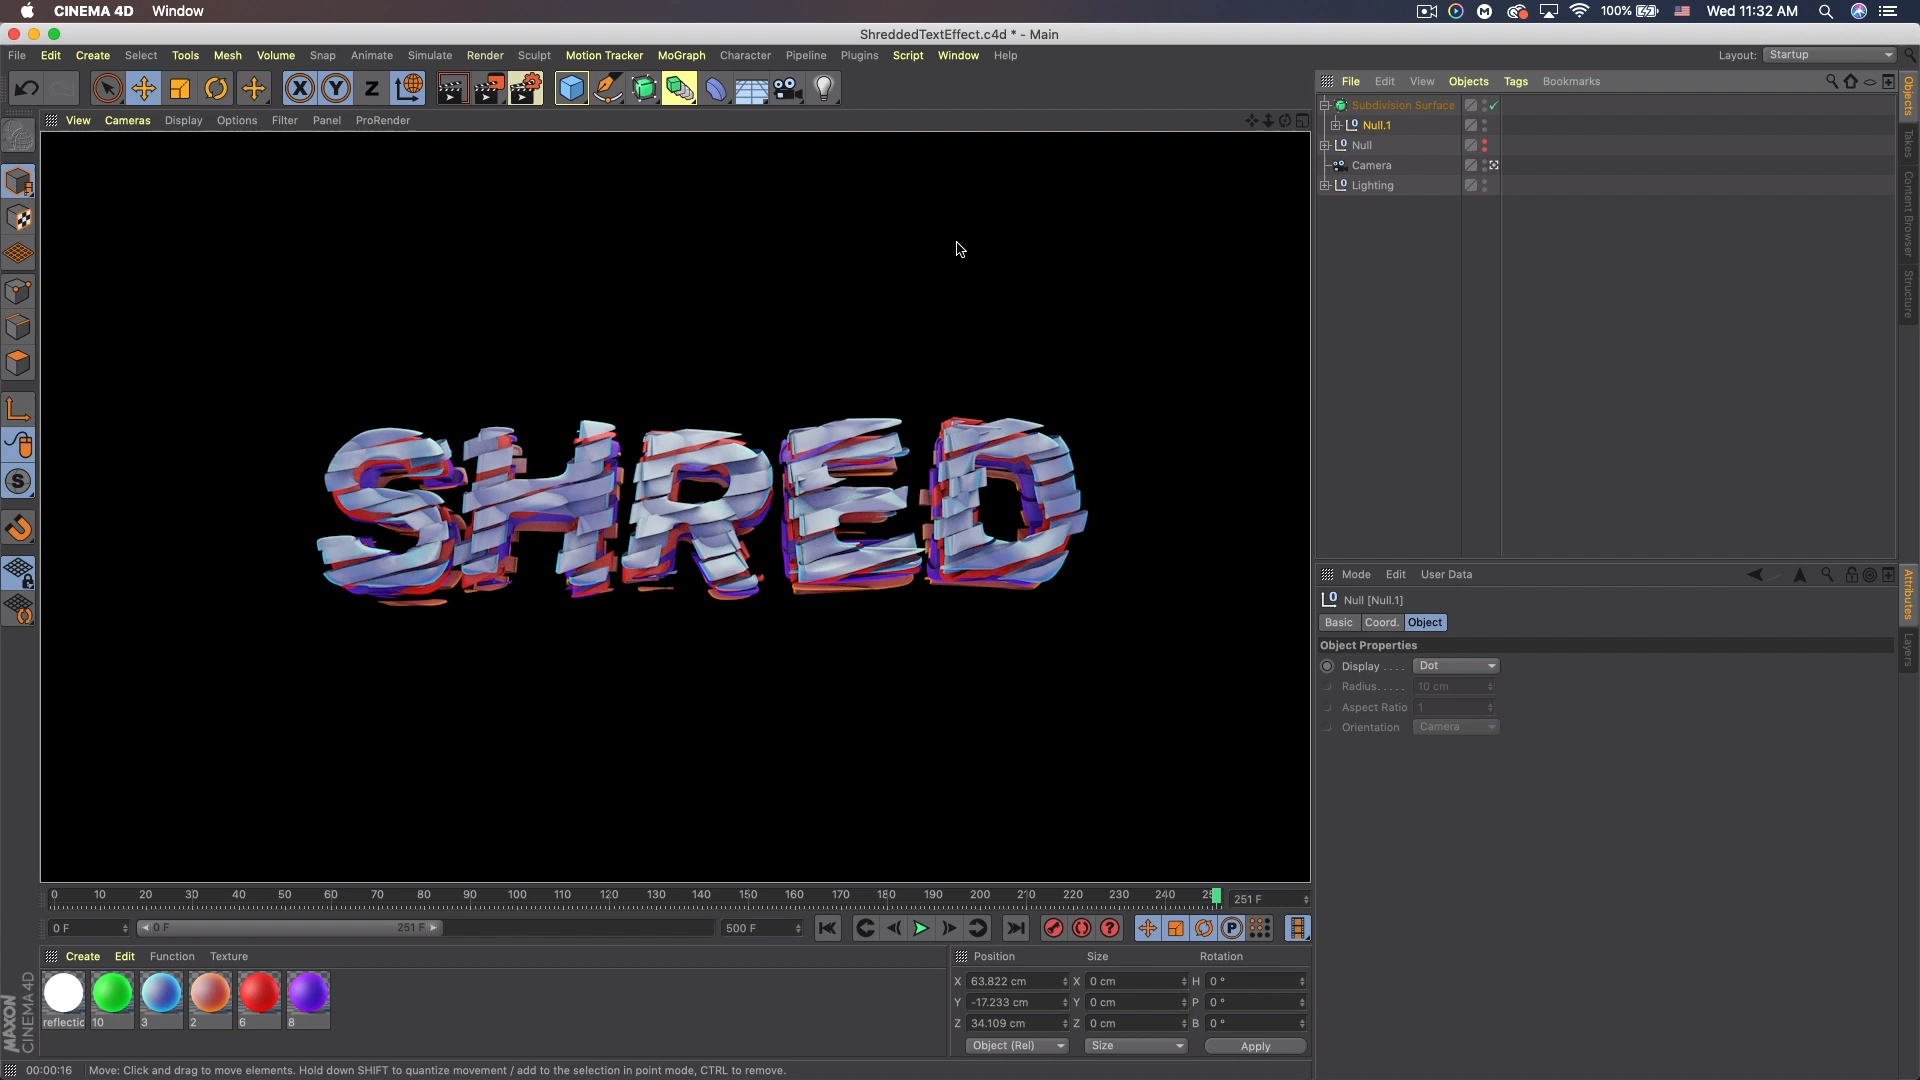 CINEMA 4D Window 100% Wed 11:32 AM
ShreddedTextEffect.c4d * - Main
File Edit Create Select Tools Mesh Volume Snap Animate Simulate Render Sculpt Motion Tracker MoGraph Character Pipeline Plugins Script Window Help Layout: Startup
X Y Z
File Edit View Objects Tags Bookmarks
View Cameras Display Options Filter Panel ProRender
Subdivision Surface
Null.1
Null
Camera
Lighting
Objects
Takes
Content Browser
Structure
SHRED
S
Mode Edit User Data
Null [Null.1]
Basic Coord. Object
Object Properties
Display . . . . Dot
Radius. . . . . 10 cm
Aspect Ratio 1
Orientation Camera
Attributes
Layers
0 10 20 30 40 50 60 70 80 90 100 110 120 130 140 150 160 170 180 190 200 210 220 230 240 251 F
0 F 0 F 251 F 500 F P
Create Edit Function Texture
reflectic 10 3 2 6 8
Position Size Rotation
X 63.822 cm X 0 cm H 0 °
Y -17.233 cm Y 0 cm P 0 °
Z 34.109 cm Z 0 cm B 0 °
Object (Rel) Size Apply
MAXON CINEMA 4D
00:00:16 Move: Click and drag to move elements. Hold down SHIFT to quantize movement / add to the selection in point mode, CTRL to remove.